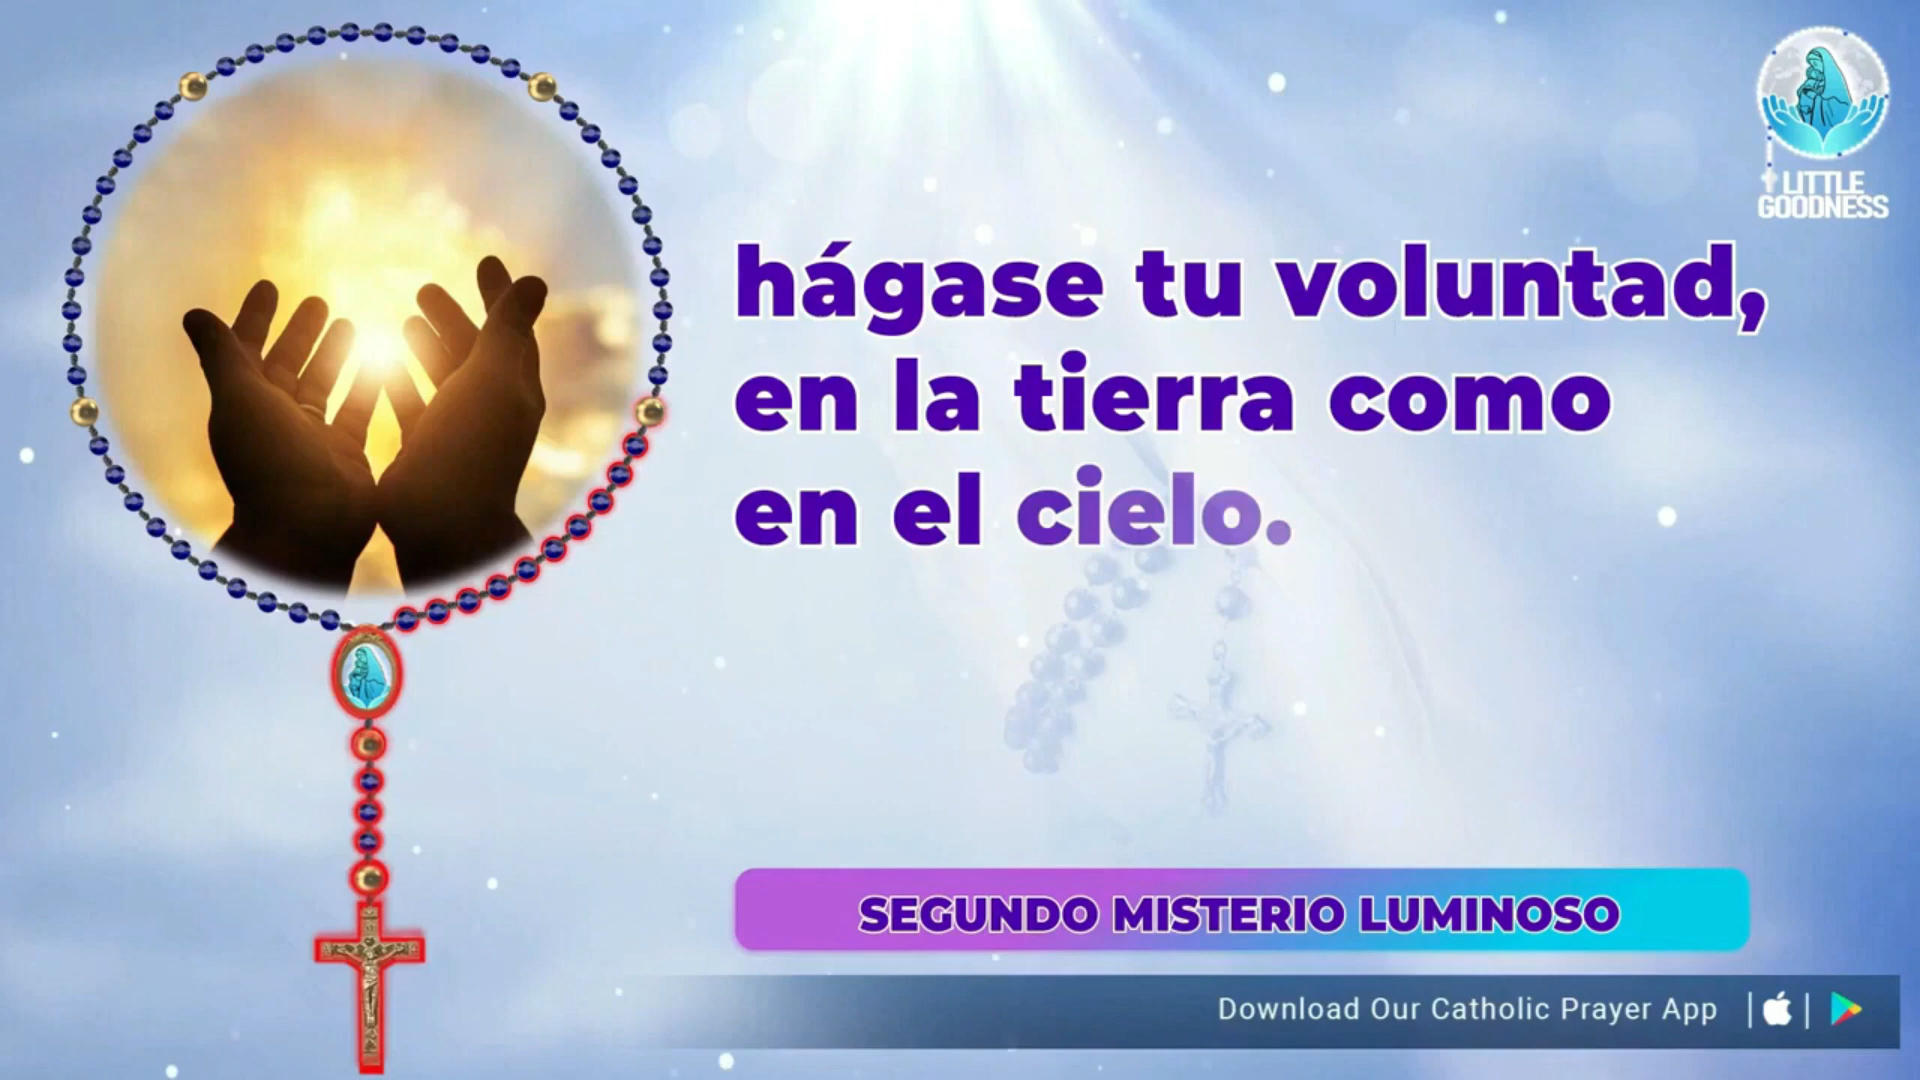 LITTLE
GOODNESS
hágase tu voluntad,
en la tierra como
en el cielo.
SEGUNDO MISTERIO LUMINOSO
Download Our Catholic Prayer App